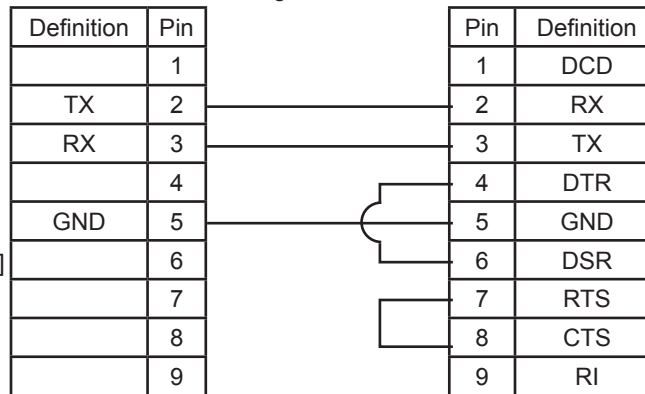 g
Definition Pin Pin Definition
1 1 DCD
TX 2 2 RX
RX 3 3 TX
4 4 DTR
GND 5 5 GND
] 6 6 DSR
7 7 RTS
8 8 CTS
9 9 RI